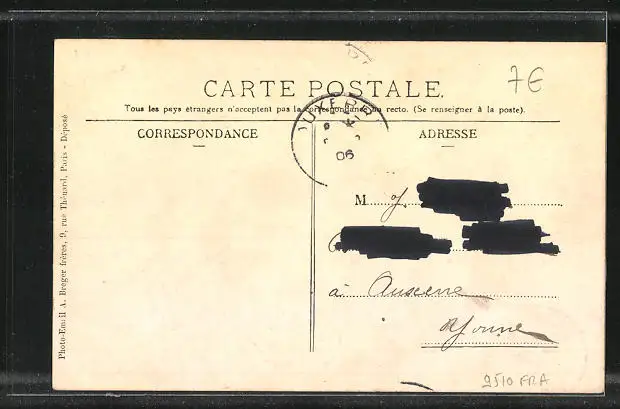 7€
CARTE POSTALE.
Tous les pays étrangers n'acceptent pas la correspondance au recto. (Se renseigner à la poste).
CORRESPONDANCE
ADRESSE
06
M
à Auxerre
Yonne
Photo-Email A. Breger frères, 9, rue Thénard, Paris - Déposé
9510 FRA